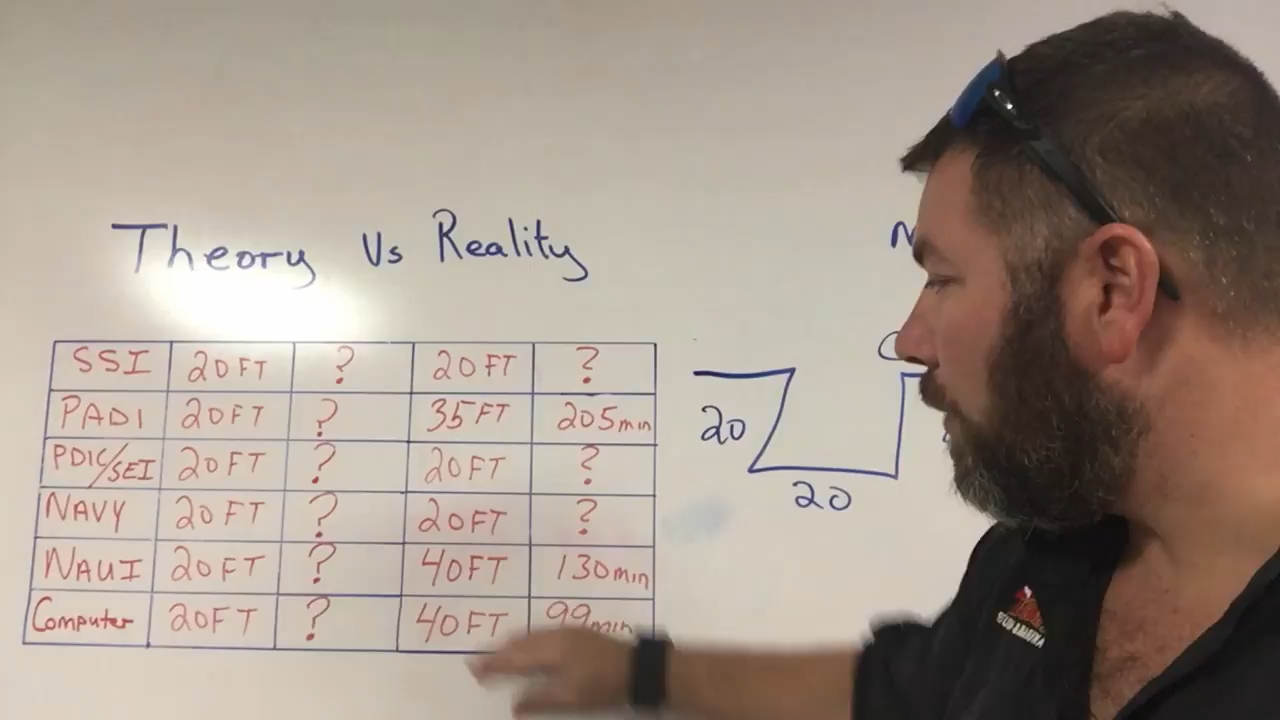 Theory Vs Reality
SSI 20FT ? 20FT ?
PADI 20FT ? 35FT 205min
PDIC/SEI 20FT ? 20FT ?
NAVY 20FT ? 20FT ?
NAUI 20FT ? 40FT 130min
Computer 20FT ? 40FT 99min
20
20